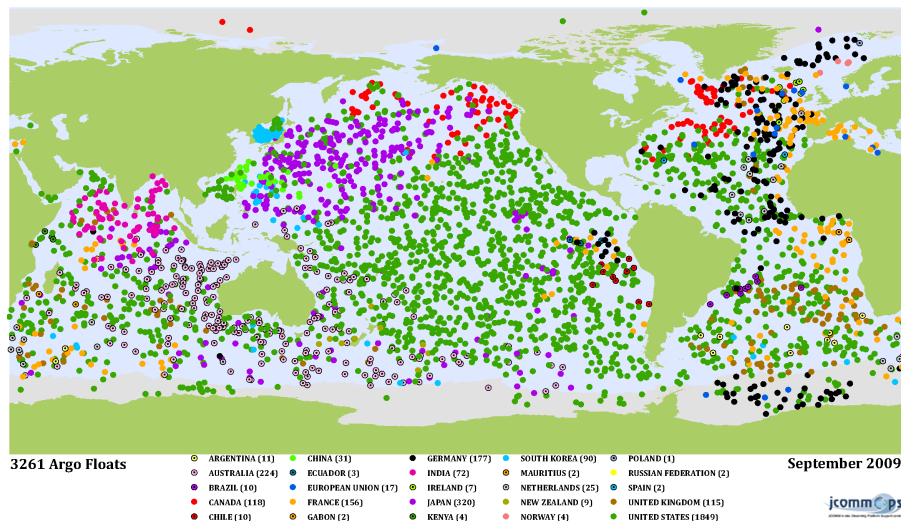 3261 Argo Floats
September 2009
ARGENTINA (11) CHINA (31) GERMANY (177) SOUTH KOREA (90) POLAND (1)
AUSTRALIA (224) ECUADOR (3) INDIA (72) MAURITIUS (2) RUSSIAN FEDERATION (2)
BRAZIL (10) EUROPEAN UNION (17) IRELAND (7) NETHERLANDS (25) SPAIN (2)
CANADA (118) FRANCE (156) JAPAN (320) NEW ZEALAND (9) UNITED KINGDOM (115)
CHILE (10) GABON (2) KENYA (4) NORWAY (4) UNITED STATES (1849)
jcommops